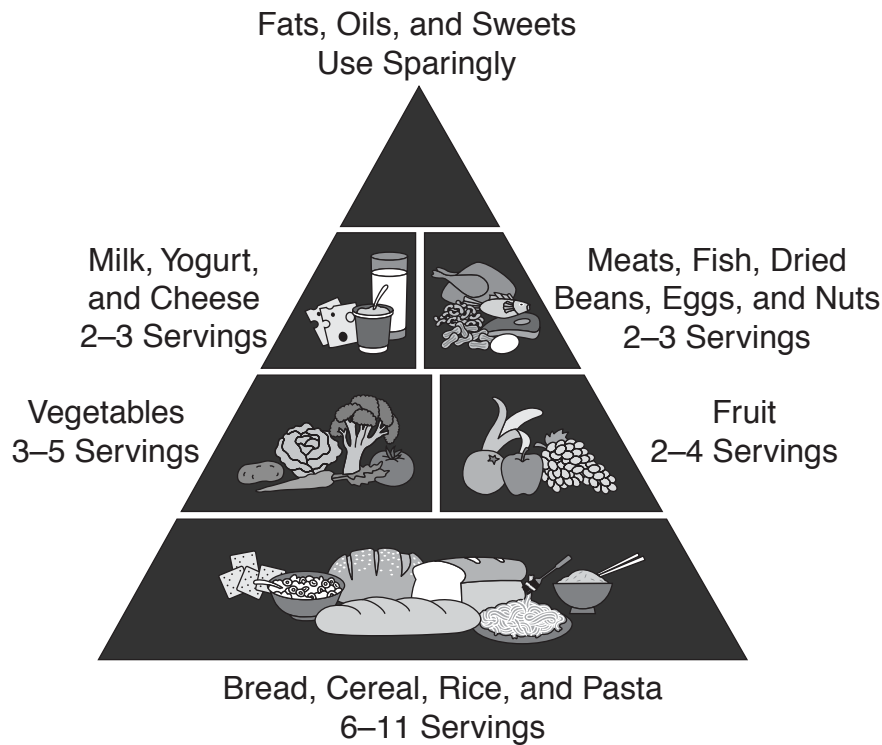 Fats, Oils, and Sweets
Use Sparingly
Milk, Yogurt,
and Cheese
2–3 Servings
Meats, Fish, Dried
Beans, Eggs, and Nuts
2–3 Servings
Vegetables
3–5 Servings
Fruit
2–4 Servings
Bread, Cereal, Rice, and Pasta
6–11 Servings